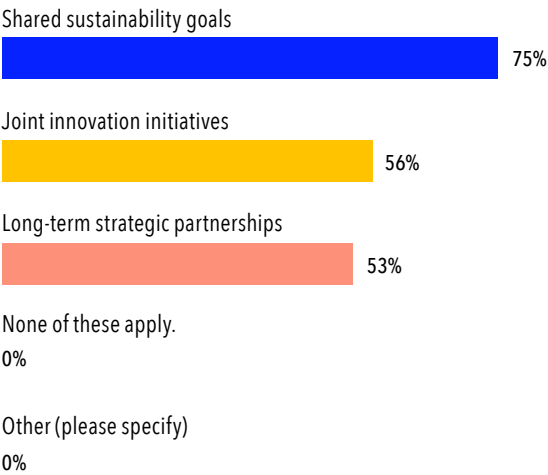 Shared sustainability goals
75%
Joint innovation initiatives
56%
Long-term strategic partnerships
53%
None of these apply.
0%
Other (please specify)
0%